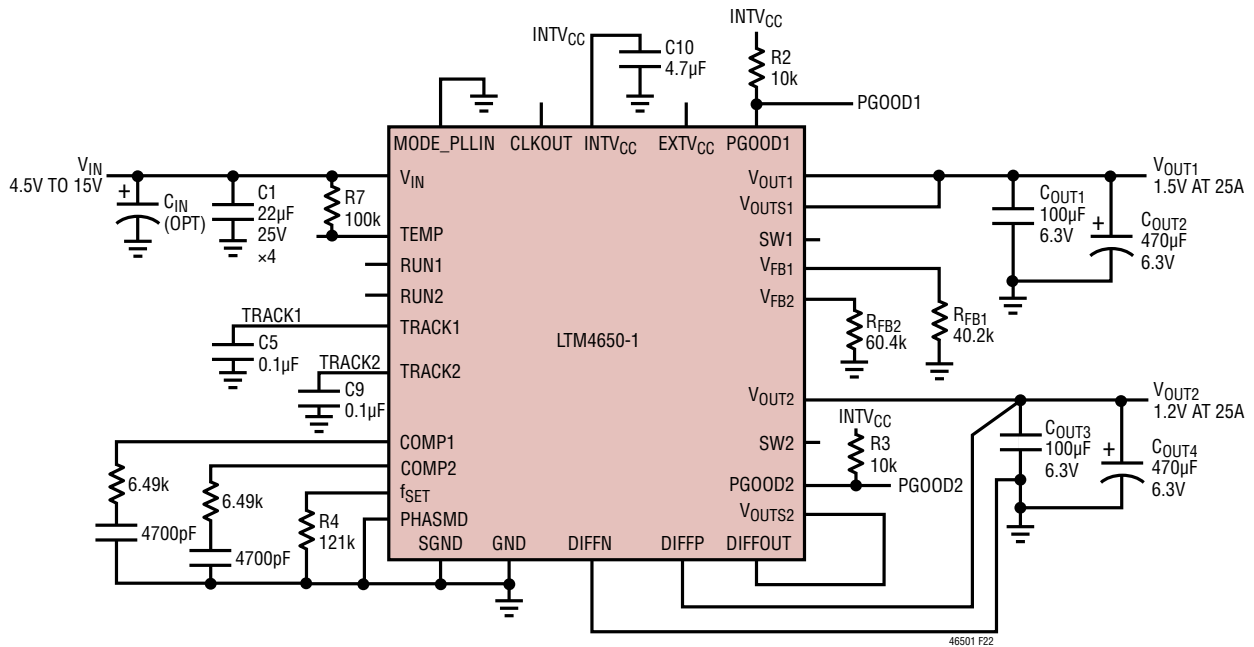 INTVCC
C10
4.7µF
INTVCC
R2
10k
PGOOD1
MODE_PLLIN
CLKOUT
INTVCC
EXTVCC
PGOOD1
VIN
4.5V TO 15V
CIN
(OPT)
C1
22µF
25V
×4
R7
100k
VIN
TEMP
RUN1
RUN2
TRACK1
TRACK1
C5
0.1µF
TRACK2
TRACK2
C9
0.1µF
COMP1
COMP2
fSET
PHASMD
6.49k
4700pF
6.49k
4700pF
R4
121k
LTM4650-1
VOUT1
VOUTS1
SW1
VFB1
VFB2
RFB2
60.4k
RFB1
40.2k
+
COUT1
100µF
6.3V
+
COUT2
470µF
6.3V
VOUT1
1.5V AT 25A
VOUT2
SW2
INTVCC
R3
10k
PGOOD2
PGOOD2
VOUTS2
COUT3
100µF
6.3V
+
COUT4
470µF
6.3V
VOUT2
1.2V AT 25A
SGND
GND
DIFFN
DIFFP
DIFFOUT
46501 F22